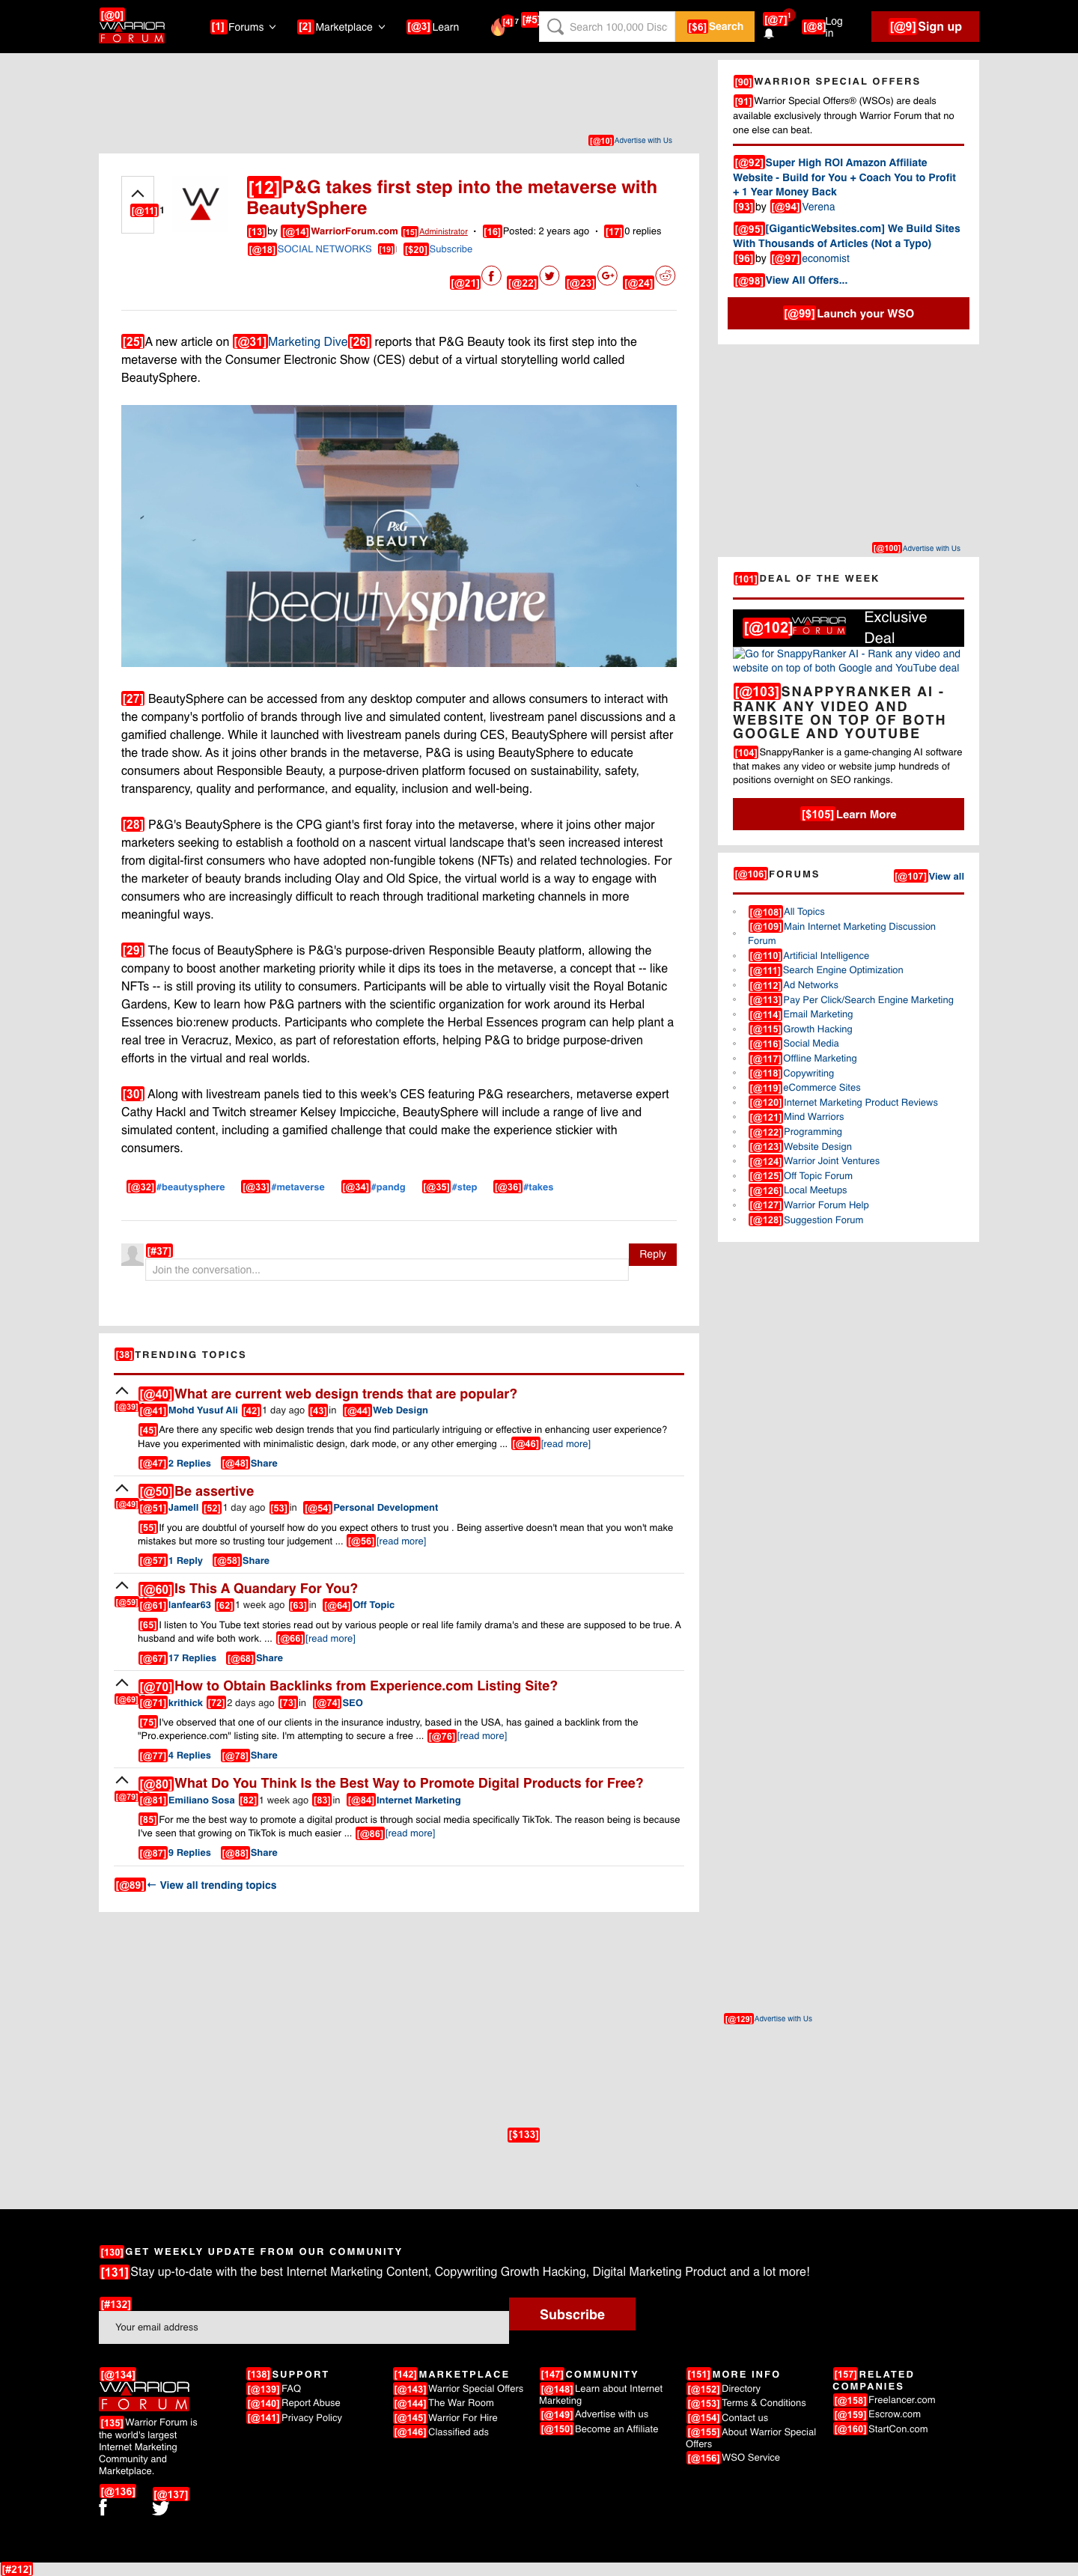 [@0] WARRIOR FORUM
[1] Forums
[2] Marketplace
[@3] Learn
[4] 7
[#5] Search 100,000 Disc
[$6] Search
[@7] 1
[@8] Log in
[@9] Sign up
[@10] Advertise with Us
[@11] 1
[12]P&G takes first step into the metaverse with
BeautySphere
[13]by [@14]WarriorForum.com [15]Administrator · [16]Posted: 2 years ago · [17]0 replies
[@18]SOCIAL NETWORKS [19]| [$20]Subscribe
[@21] [@22] [@23] [@24]
[25]A new article on [@31]Marketing Dive[26] reports that P&G Beauty took its first step into the
metaverse with the Consumer Electronic Show (CES) debut of a virtual storytelling world called
BeautySphere.
P&G
BEAUTY
beautysphere
[27] BeautySphere can be accessed from any desktop computer and allows consumers to interact with
the company's portfolio of brands through live and simulated content, livestream panel discussions and a
gamified challenge. While it launched with livestream panels during CES, BeautySphere will persist after
the trade show. As it joins other brands in the metaverse, P&G is using BeautySphere to educate
consumers about Responsible Beauty, a purpose-driven platform focused on sustainability, safety,
transparency, quality and performance, and equality, inclusion and well-being.
[28] P&G's BeautySphere is the CPG giant's first foray into the metaverse, where it joins other major
marketers seeking to establish a foothold on a nascent virtual landscape that's seen increased interest
from digital-first consumers who have adopted non-fungible tokens (NFTs) and related technologies. For
the marketer of beauty brands including Olay and Old Spice, the virtual world is a way to engage with
consumers who are increasingly difficult to reach through traditional marketing channels in more
meaningful ways.
[29] The focus of BeautySphere is P&G's purpose-driven Responsible Beauty platform, allowing the
company to boost another marketing priority while it dips its toes in the metaverse, a concept that -- like
NFTs -- is still proving its utility to consumers. Participants will be able to virtually visit the Royal Botanic
Gardens, Kew to learn how P&G partners with the scientific organization for work around its Herbal
Essences bio:renew products. Participants who complete the Herbal Essences program can help plant a
real tree in Veracruz, Mexico, as part of reforestation efforts, helping P&G to bridge purpose-driven
efforts in the virtual and real worlds.
[30] Along with livestream panels tied to this week's CES featuring P&G researchers, metaverse expert
Cathy Hackl and Twitch streamer Kelsey Impicciche, BeautySphere will include a range of live and
simulated content, including a gamified challenge that could make the experience stickier with
consumers.
[@32]#beautysphere [@33]#metaverse [@34]#pandg [@35]#step [@36]#takes
[#37]
Join the conversation...
Reply
[38]TRENDING TOPICS
[@39]
[@40]What are current web design trends that are popular?
[@41]Mohd Yusuf Ali [42]1 day ago [43]in [@44]Web Design
[45]Are there any specific web design trends that you find particularly intriguing or effective in enhancing user experience?
Have you experimented with minimalistic design, dark mode, or any other emerging ... [@46][read more]
[@47]2 Replies [@48]Share
[@49]
[@50]Be assertive
[@51]Jamell [52]1 day ago [53]in [@54]Personal Development
[55]If you are doubtful of yourself how do you expect others to trust you . Being assertive doesn't mean that you won't make
mistakes but more so trusting tour judgement ... [@56][read more]
[@57]1 Reply [@58]Share
[@59]
[@60]Is This A Quandary For You?
[@61]lanfear63 [62]1 week ago [63]in [@64]Off Topic
[65]I listen to You Tube text stories read out by various people or real life family drama's and these are supposed to be true. A
husband and wife both work. ... [@66][read more]
[@67]17 Replies [@68]Share
[@69]
[@70]How to Obtain Backlinks from Experience.com Listing Site?
[@71]krithick [72]2 days ago [73]in [@74]SEO
[75]I've observed that one of our clients in the insurance industry, based in the USA, has gained a backlink from the
"Pro.experience.com" listing site. I'm attempting to secure a free ... [@76][read more]
[@77]4 Replies [@78]Share
[@79]
[@80]What Do You Think Is the Best Way to Promote Digital Products for Free?
[@81]Emiliano Sosa [82]1 week ago [83]in [@84]Internet Marketing
[85]For me the best way to promote a digital product is through social media specifically TikTok. The reason being is because
I've seen that growing on TikTok is much easier ... [@86][read more]
[@87]9 Replies [@88]Share
[@89]← View all trending topics
[90]WARRIOR SPECIAL OFFERS
[91]Warrior Special Offers® (WSOs) are deals
available exclusively through Warrior Forum that no
one else can beat.
[@92]Super High ROI Amazon Affiliate
Website - Build for You + Coach You to Profit
+ 1 Year Money Back
[93]by [@94]Verena
[@95][GiganticWebsites.com] We Build Sites
With Thousands of Articles (Not a Typo)
[96]by [@97]economist
[@98]View All Offers...
[@99]Launch your WSO
[@100]Advertise with Us
[101]DEAL OF THE WEEK
[@102] WARRIOR FORUM
Exclusive
Deal
Go for SnappyRanker AI - Rank any video and
website on top of both Google and YouTube deal
[@103]SNAPPYRANKER AI -
RANK ANY VIDEO AND
WEBSITE ON TOP OF BOTH
GOOGLE AND YOUTUBE
[104]SnappyRanker is a game-changing AI software
that makes any video or website jump hundreds of
positions overnight on SEO rankings.
[$105]Learn More
[@106]FORUMS
[@107]View all
[@108]All Topics
[@109]Main Internet Marketing Discussion
Forum
[@110]Artificial Intelligence
[@111]Search Engine Optimization
[@112]Ad Networks
[@113]Pay Per Click/Search Engine Marketing
[@114]Email Marketing
[@115]Growth Hacking
[@116]Social Media
[@117]Offline Marketing
[@118]Copywriting
[@119]eCommerce Sites
[@120]Internet Marketing Product Reviews
[@121]Mind Warriors
[@122]Programming
[@123]Website Design
[@124]Warrior Joint Ventures
[@125]Off Topic Forum
[@126]Local Meetups
[@127]Warrior Forum Help
[@128]Suggestion Forum
[@129]Advertise with Us
[$133]
[130]GET WEEKLY UPDATE FROM OUR COMMUNITY
[131]Stay up-to-date with the best Internet Marketing Content, Copywriting Growth Hacking, Digital Marketing Product and a lot more!
[#132]
Your email address
Subscribe
[@134]
WARRIOR
FORUM
[135]Warrior Forum is
the world's largest
Internet Marketing
Community and
Marketplace.
[@136] [@137]
[138]SUPPORT
[@139]FAQ
[@140]Report Abuse
[@141]Privacy Policy
[142]MARKETPLACE
[@143]Warrior Special Offers
[@144]The War Room
[@145]Warrior For Hire
[@146]Classified ads
[147]COMMUNITY
[@148]Learn about Internet
Marketing
[@149]Advertise with us
[@150]Become an Affiliate
[151]MORE INFO
[@152]Directory
[@153]Terms & Conditions
[@154]Contact us
[@155]About Warrior Special
Offers
[@156]WSO Service
[157]RELATED
COMPANIES
[@158]Freelancer.com
[@159]Escrow.com
[@160]StartCon.com
[#212]